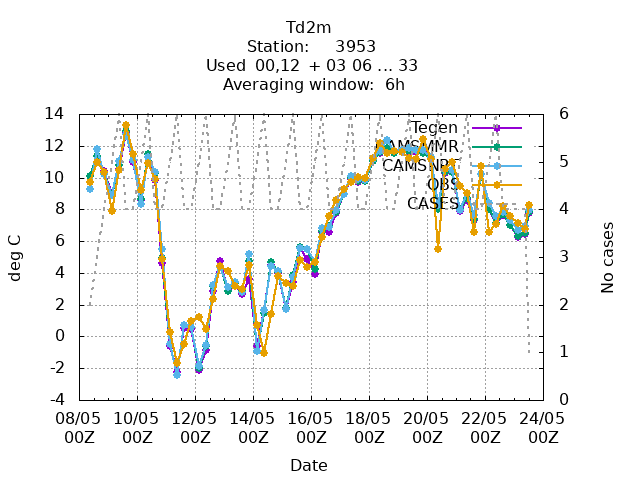 Td2m
Station: 3953
Used 00,12 + 03 06 ... 33
Averaging window: 6h
deg C
14
12
10
8
6
4
2
0
-2
-4
6
5
4
3
2
1
0
No cases
Tegen
CAMSMMR
CAMSNRT
OBS
CASES
08/05 10/05 12/05 14/05 16/05 18/05 20/05 22/05 24/05
00Z 00Z 00Z 00Z 00Z 00Z 00Z 00Z 00Z
Date